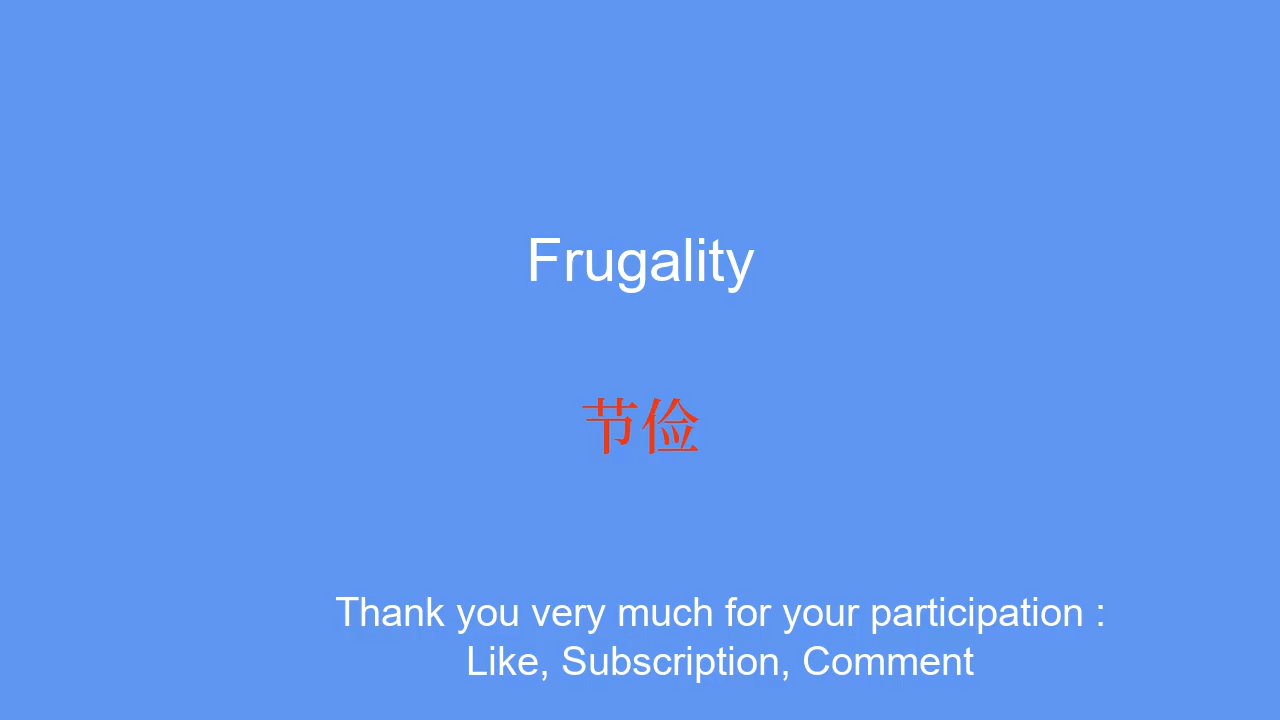 Frugality
节俭
Thank you very much for your participation :
Like, Subscription, Comment